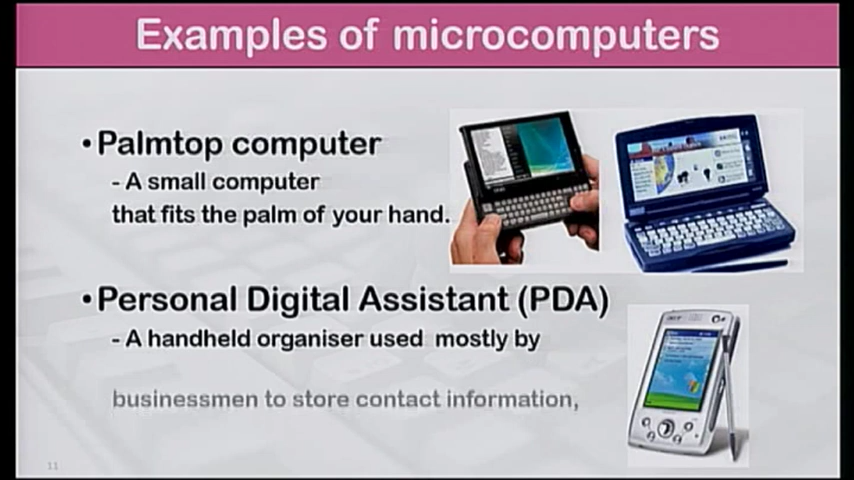 Examples of microcomputers
• Palmtop computer
- A small computer
that fits the palm of your hand.
• Personal Digital Assistant (PDA)
- A handheld organiser used mostly by
businessmen to store contact information,
11